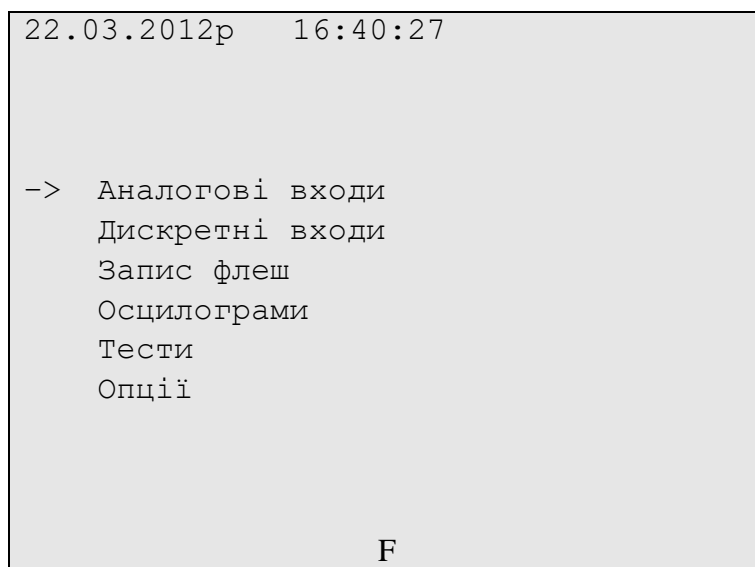 22.03.2012р 16:40:27
-> Аналогові входи
Дискретні входи
Запис флеш
Осцилограми
Тести
Опції
F